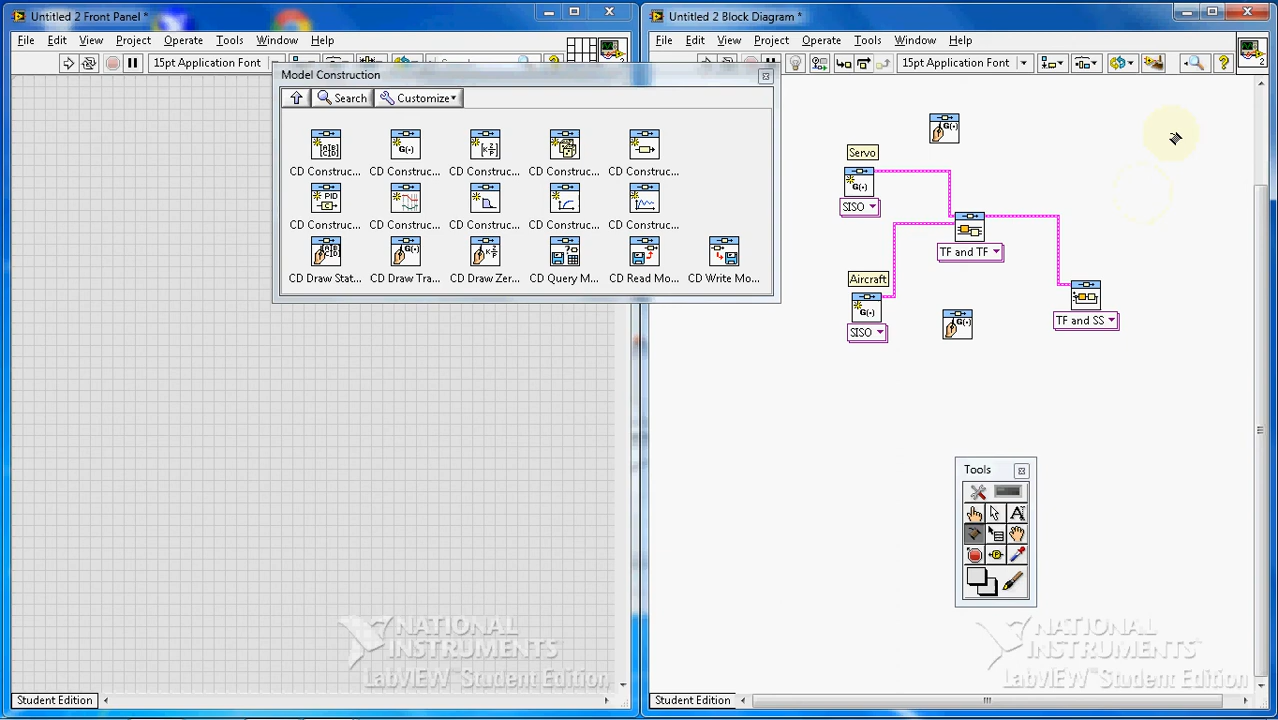 Untitled 2 Front Panel *
File Edit View Project Operate Tools Window Help
15pt Application Font
Model Construction
Search Customize
CD Construc... CD Construc... CD Construc... CD Construc... CD Construc...
CD Construc... CD Construc... CD Construc... CD Construc... CD Construc...
CD Draw Stat... CD Draw Tra... CD Draw Zer... CD Query M... CD Read Mo... CD Write Mo...
NATIONAL
INSTRUMENTS
LabVIEW Student Edition
Student Edition
Untitled 2 Block Diagram *
File Edit View Project Operate Tools Window Help
15pt Application Font
Servo
SISO
TF and TF
Aircraft
SISO
TF and SS
Tools
NATIONAL
INSTRUMENTS
LabVIEW Student Edition
Student Edition